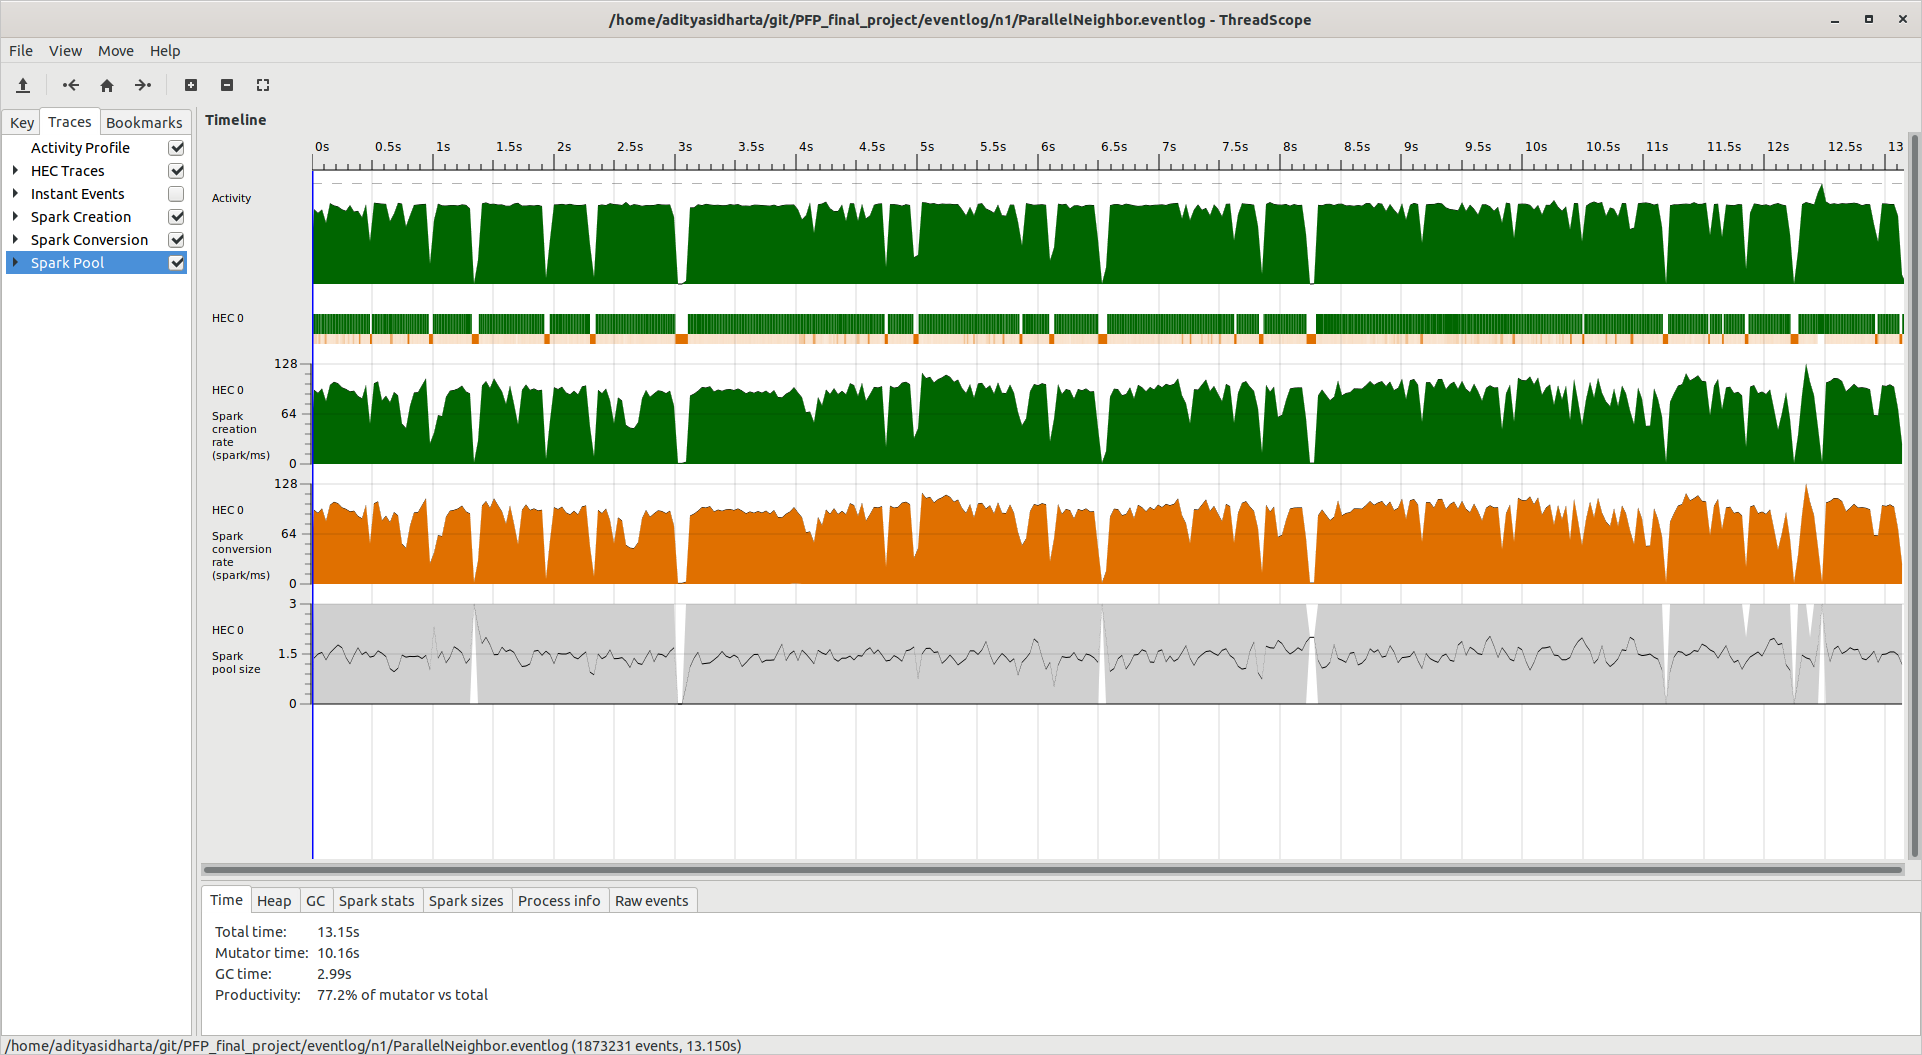 /home/adityasidharta/git/PFP_final_project/eventlog/n1/ParallelNeighbor.eventlog - ThreadScope
File View Move Help
Key Traces Bookmarks
Activity Profile
HEC Traces
Instant Events
Spark Creation
Spark Conversion
Spark Pool
Timeline
0s 0.5s 1s 1.5s 2s 2.5s 3s 3.5s 4s 4.5s 5s 5.5s 6s 6.5s 7s 7.5s 8s 8.5s 9s 9.5s 10s 10.5s 11s 11.5s 12s 12.5s 13
Activity
HEC 0
128
HEC 0
Spark
64
creation
rate
(spark/ms)
0
128
HEC 0
Spark
64
conversion
rate
(spark/ms)
0
3
HEC 0
Spark
1.5
pool size
0
Time Heap GC Spark stats Spark sizes Process info Raw events
Total time: 13.15s
Mutator time: 10.16s
GC time: 2.99s
Productivity: 77.2% of mutator vs total
/home/adityasidharta/git/PFP_final_project/eventlog/n1/ParallelNeighbor.eventlog (1873231 events, 13.150s)